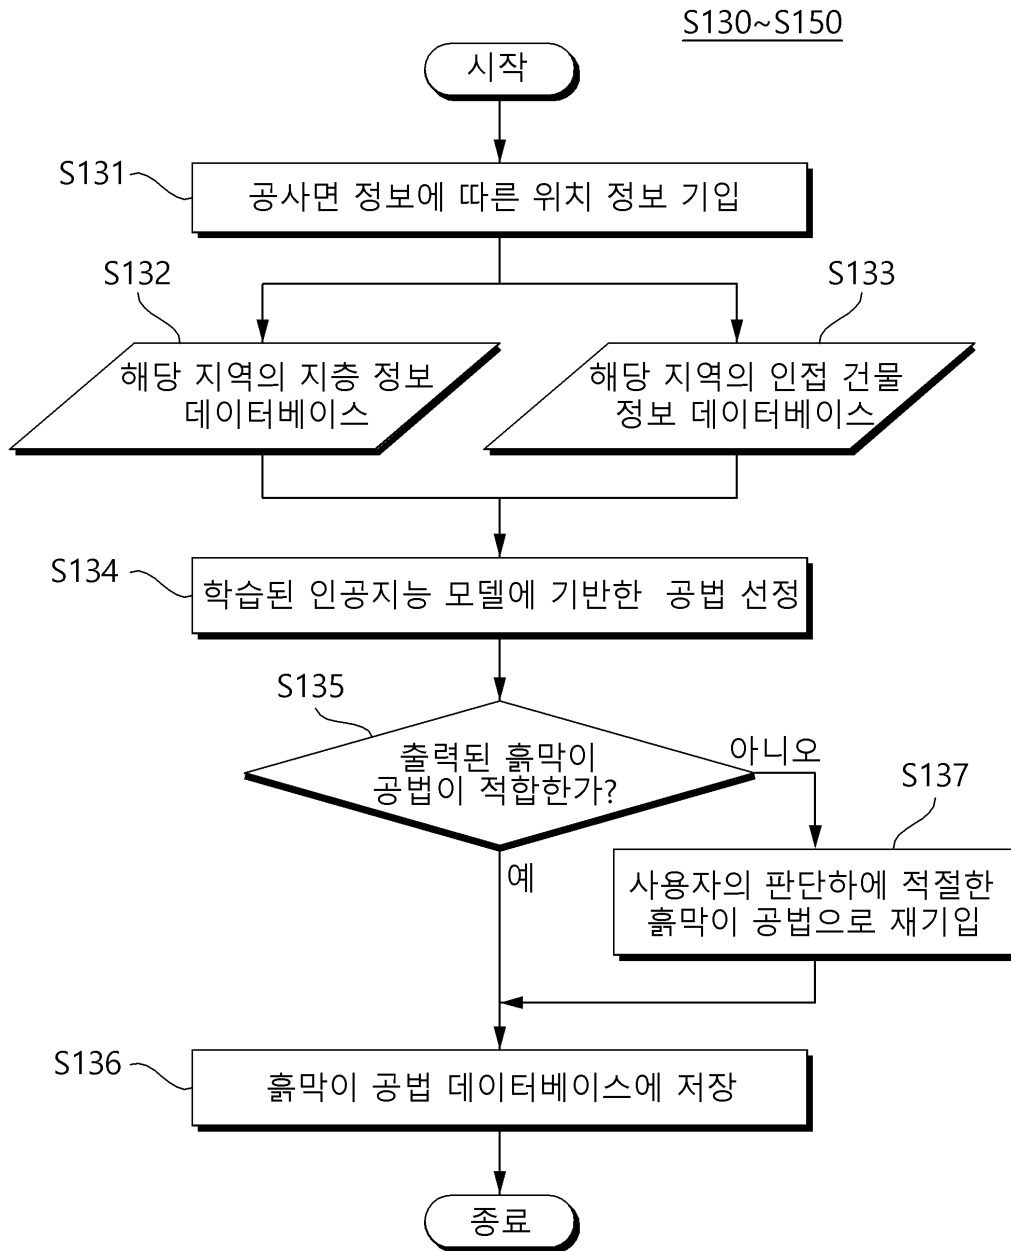 S130~S150
시작
S131
공사면 정보에 따른 위치 정보 기입
S132
S133
해당 지역의 지층 정보
데이터베이스
해당 지역의 인접 건물
정보 데이터베이스
S134
학습된 인공지능 모델에 기반한 공법 선정
S135
출력된 흙막이
공법이 적합한가?
아니오
S137
예
사용자의 판단하에 적절한
흙막이 공법으로 재기입
S136
흙막이 공법 데이터베이스에 저장
종료